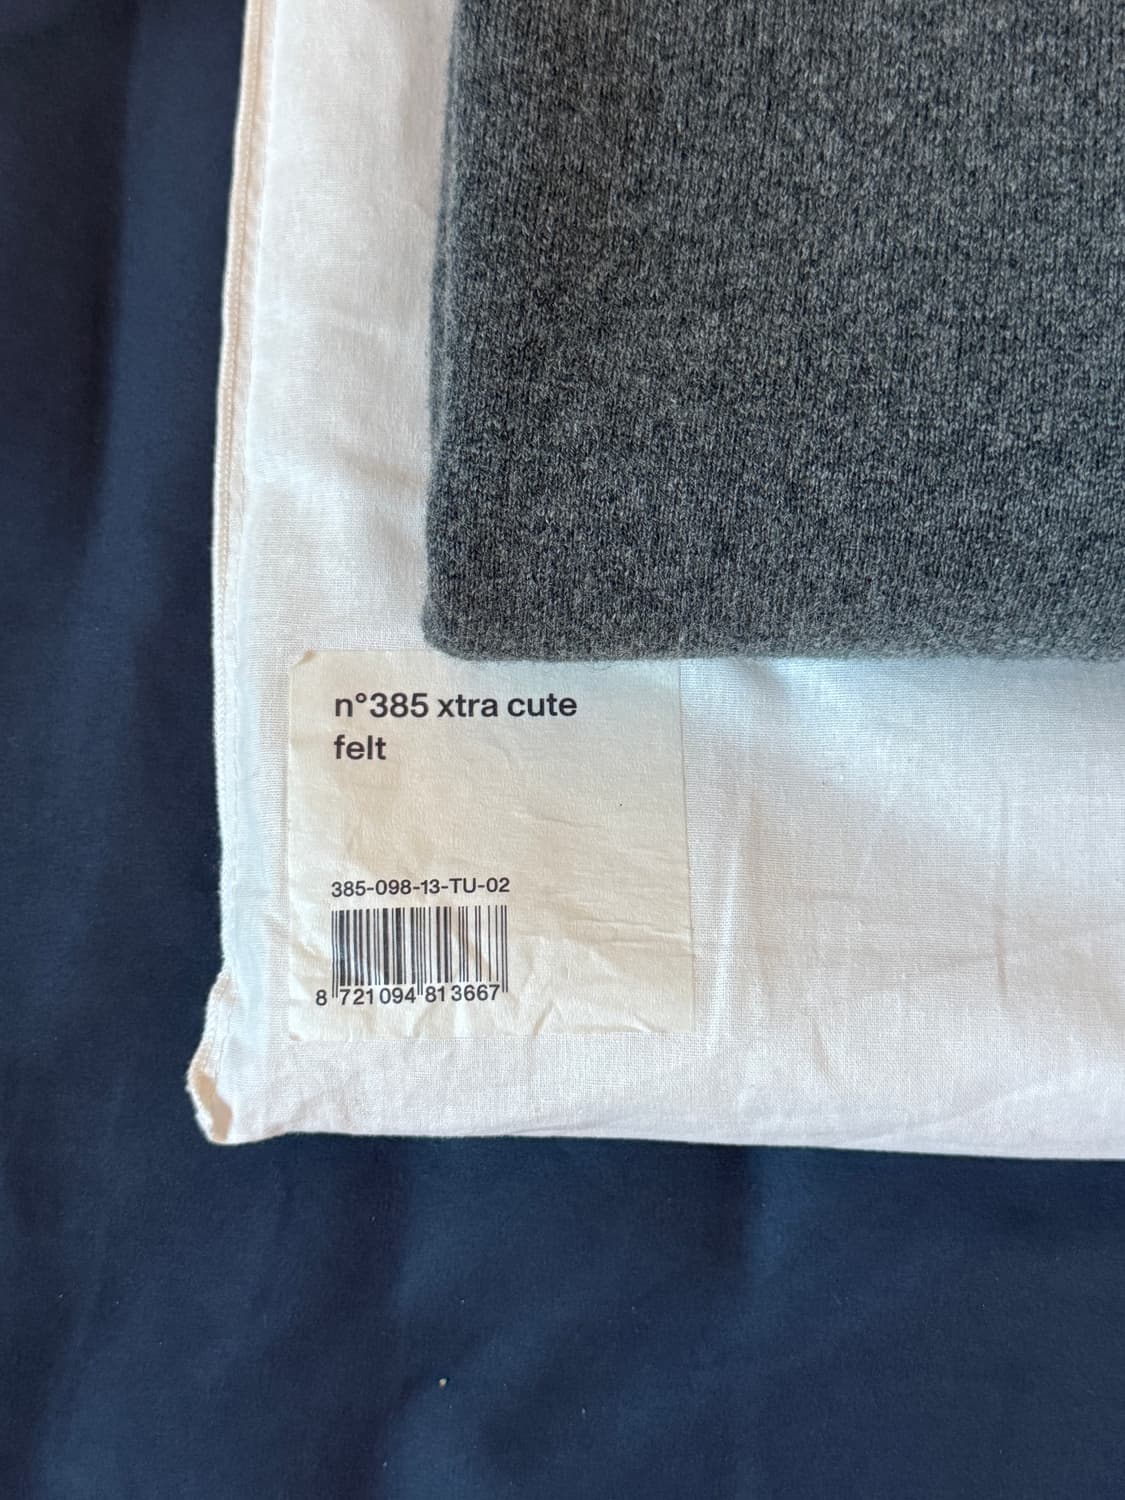 n°385 xtra cute
felt
385-098-13-TU-02
8 721094 813667